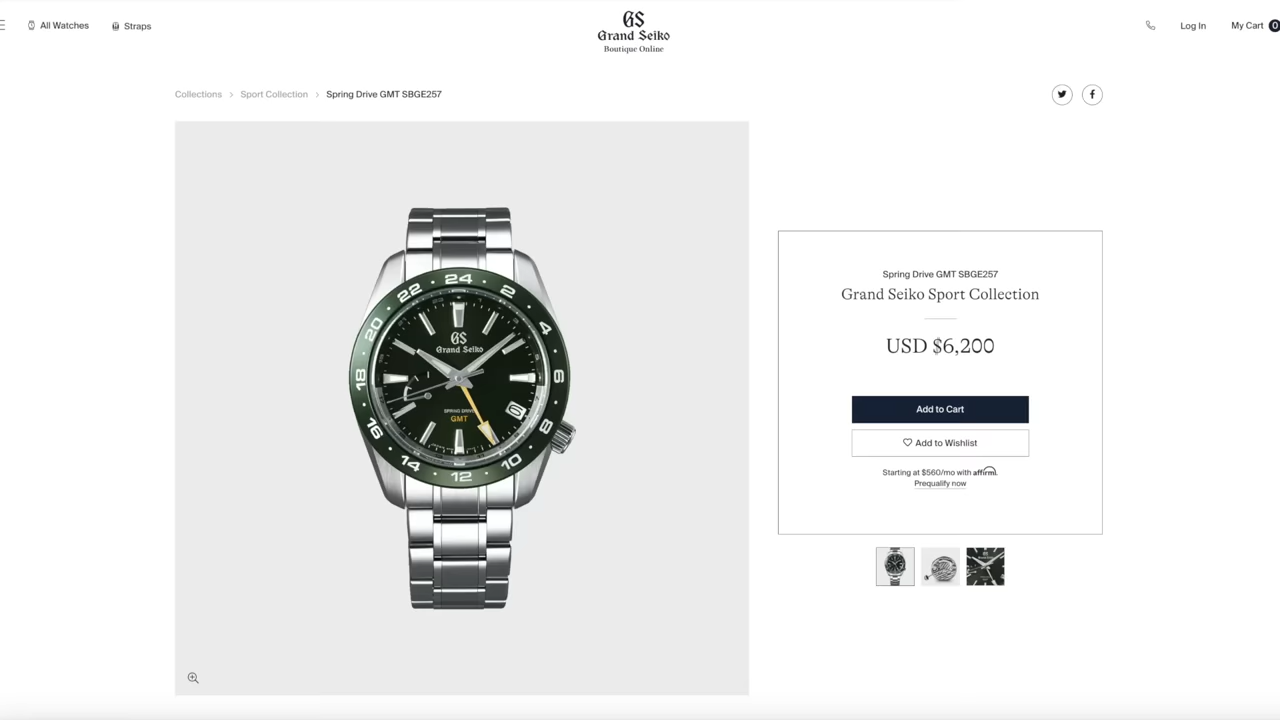 All Watches
Straps
GS
Grand Seiko
Boutique Online
Log In
My Cart 0
Collections > Sport Collection > Spring Drive GMT SBGE257
24
2
4
6
8
10
12
14
16
18
20
22
GS
Grand Seiko
SPRING DRIVE
GMT
Spring Drive GMT SBGE257
Grand Seiko Sport Collection
USD $6,200
Add to Cart
Add to Wishlist
Starting at $560/mo with affirm.
Prequalify now